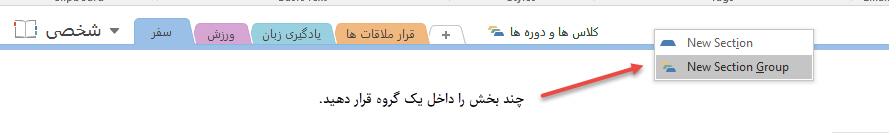 شخصی
سفر
ورزش
یادگیری زبان
قرار ملاقات ها
+
کلاس ها و دوره ها
New Section
New Section Group
چند بخش را داخل یک گروه قرار دهید.